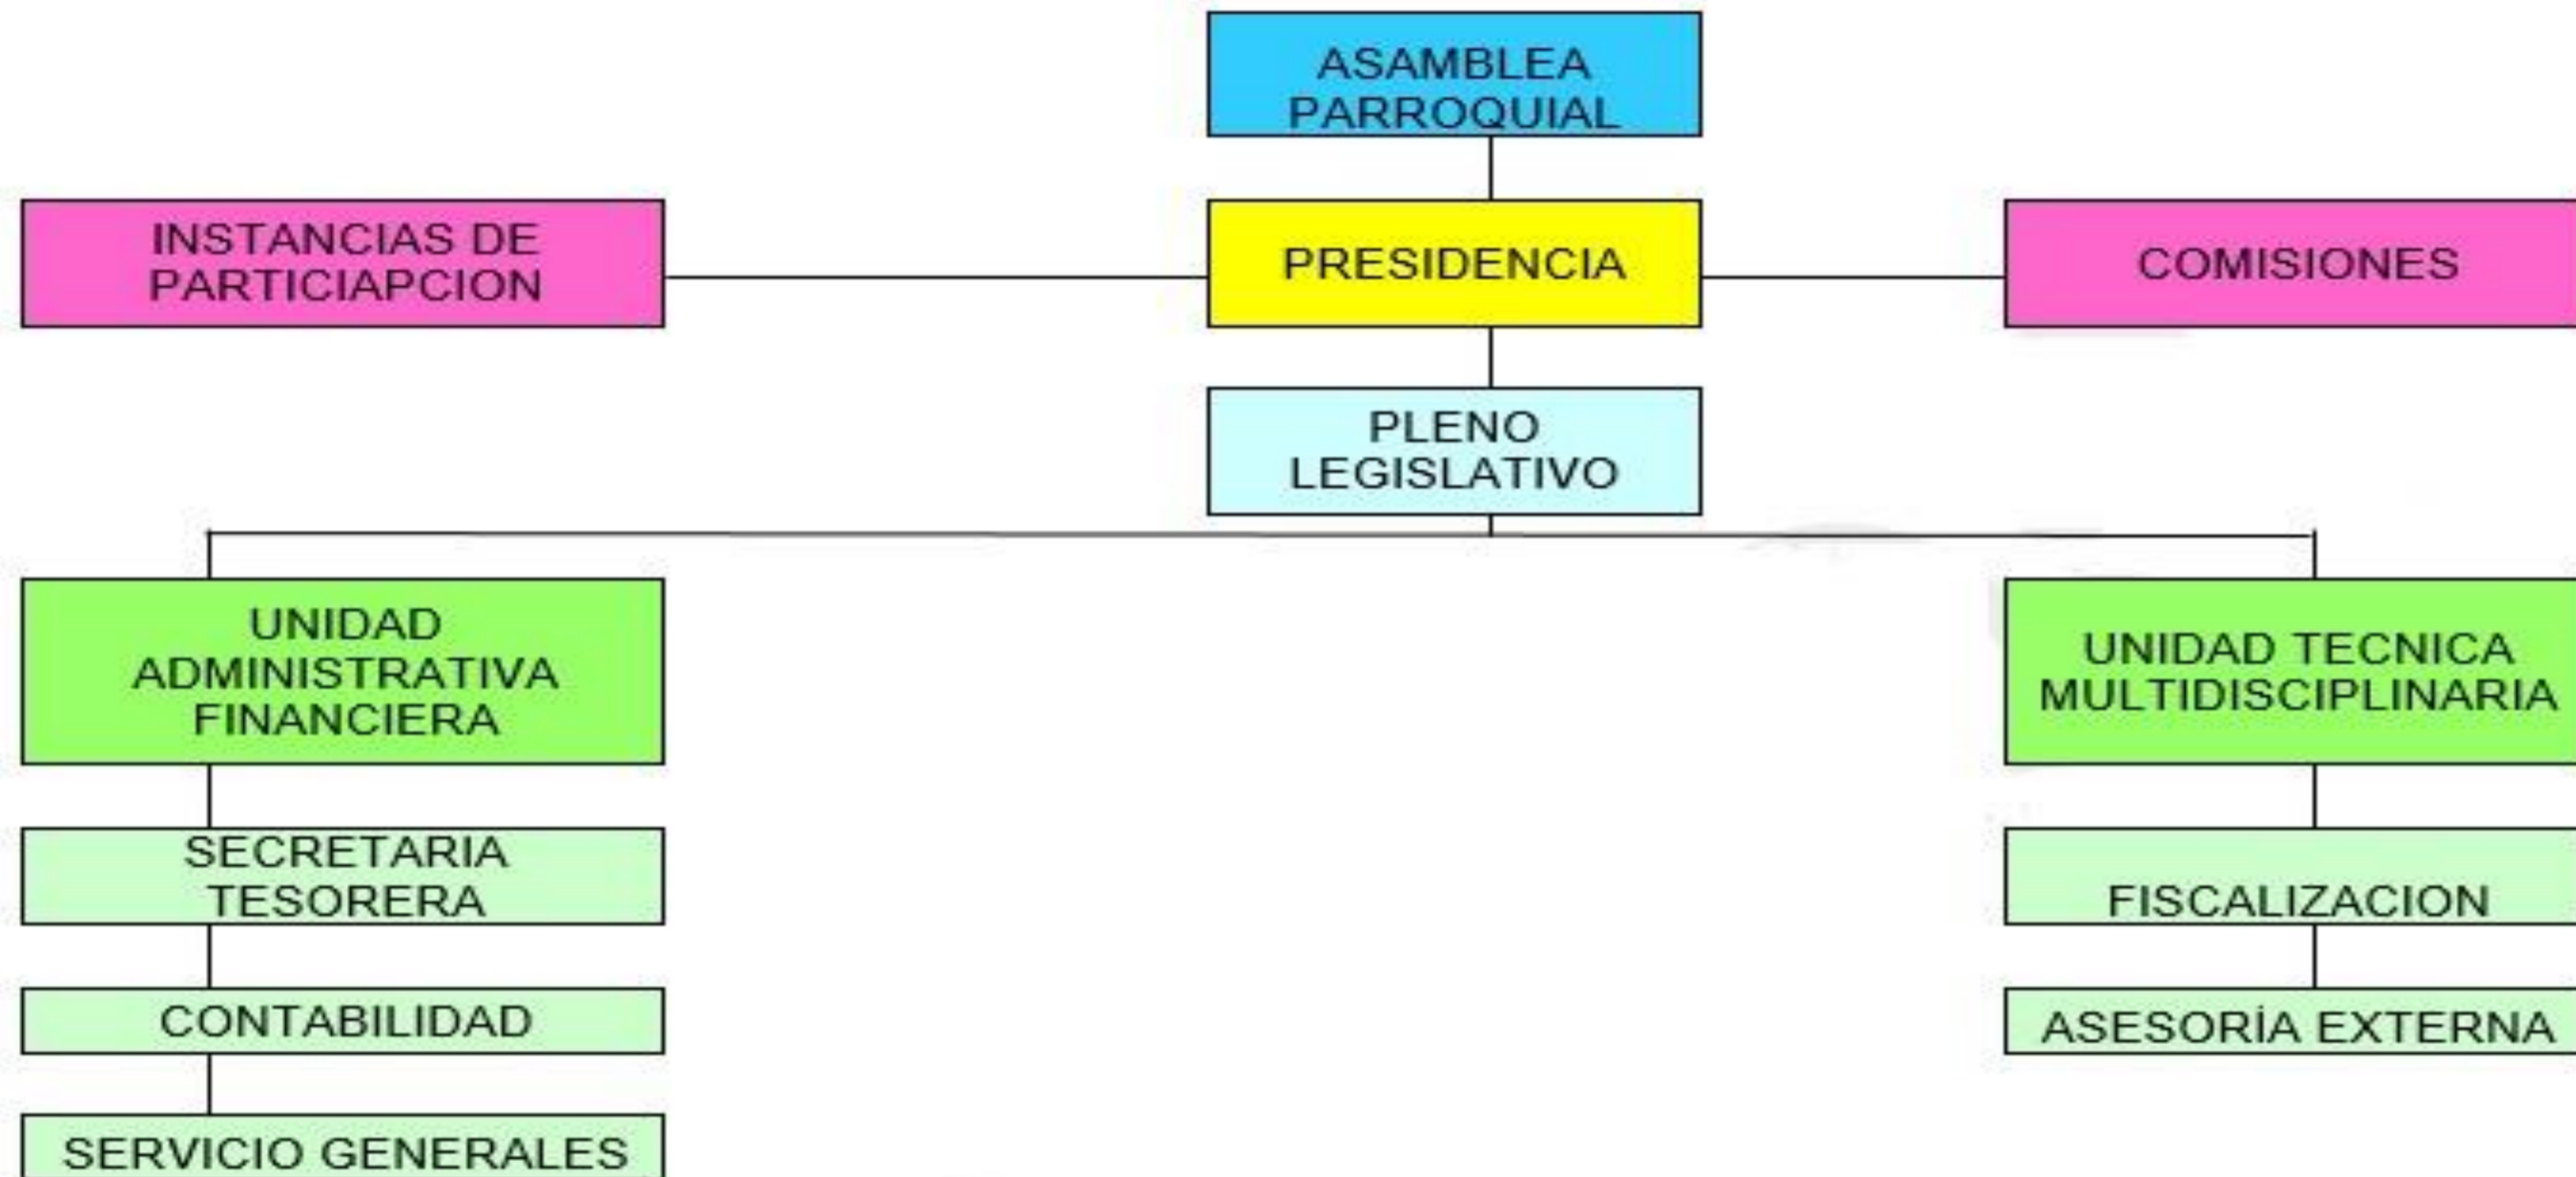 ASAMBLEA
PARROQUIAL
INSTANCIAS DE
PARTICIAPCION
PRESIDENCIA
COMISIONES
PLENO
LEGISLATIVO
UNIDAD
ADMINISTRATIVA
FINANCIERA
UNIDAD TECNICA
MULTIDISCIPLINARIA
SECRETARIA
TESORERA
FISCALIZACION
CONTABILIDAD
ASESORÍA EXTERNA
SERVICIO GENERALES